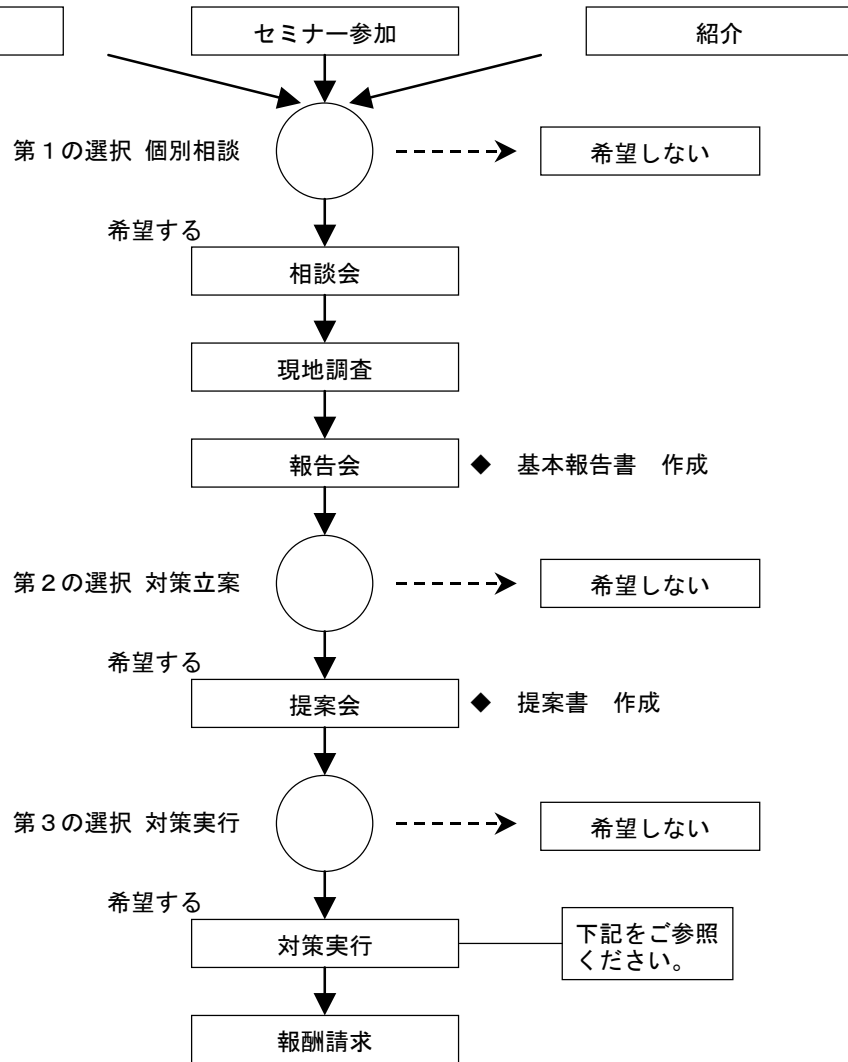 セミナー参加
紹介
第1の選択 個別相談
希望しない
希望する
相談会
現地調査
報告会
◆ 基本報告書 作成
第2の選択 対策立案
希望しない
希望する
提案会
◆ 提案書 作成
第3の選択 対策実行
希望しない
希望する
対策実行
下記をご参照
ください。
報酬請求